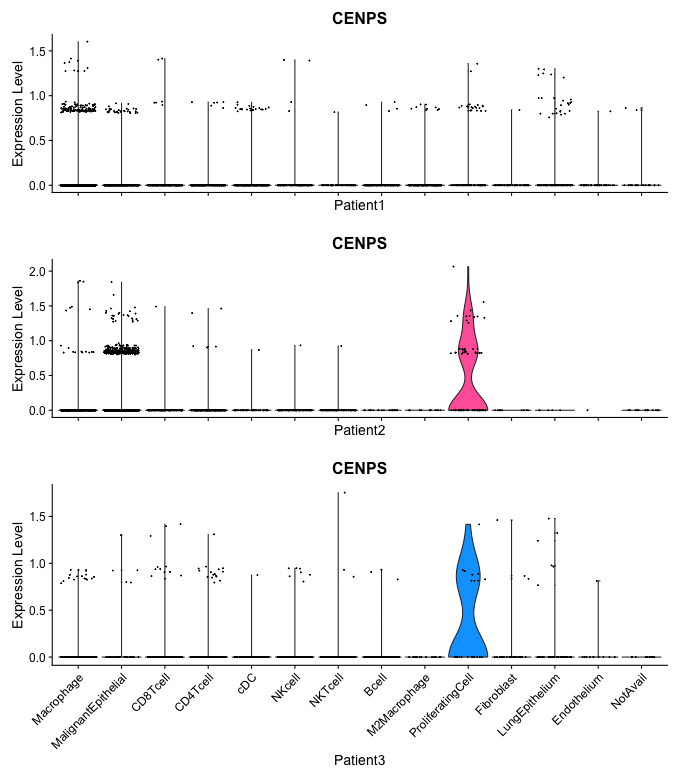 CENPS
Expression Level
1.5
1.0
0.5
0.0
Patient1
CENPS
Expression Level
2.0
1.5
1.0
0.5
0.0
Patient2
CENPS
Expression Level
1.5
1.0
0.5
0.0
Macrophage
MalignantEpithelial
CD8Tcell
CD4Tcell
cDC
NKcell
NKTcell
Bcell
M2Macrophage
ProliferatingCell
Fibroblast
LungEpithelium
Endothelium
NotAvail
Patient3